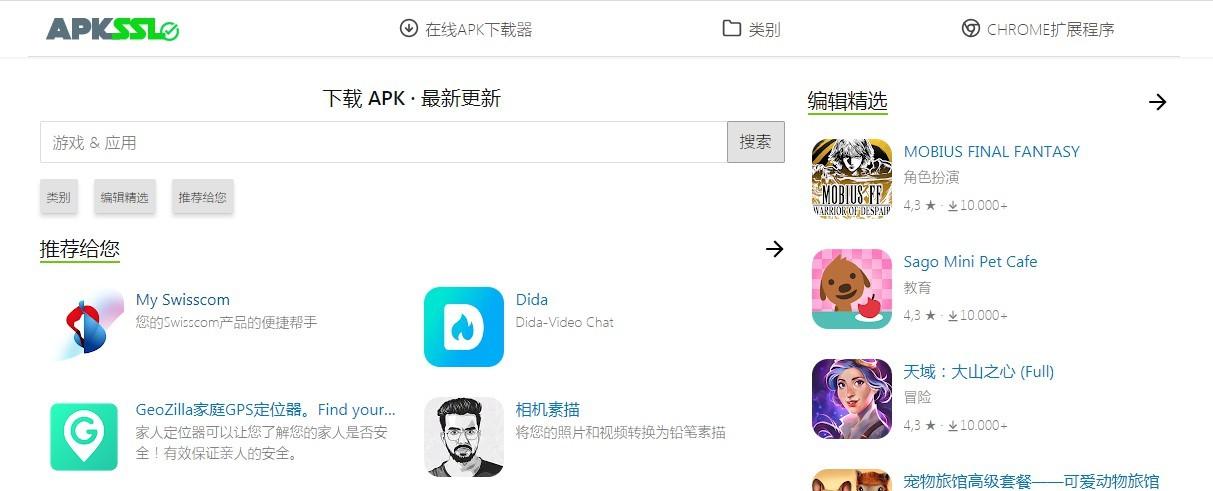 APKSSL
在线APK下载器
类别
CHROME扩展程序
下载 APK · 最新更新
游戏 & 应用
搜索
类别
编辑精选
推荐给您
推荐给您
My Swisscom
您的Swisscom产品的便捷帮手
Dida
Dida-Video Chat
GeoZilla家庭GPS定位器。Find your...
家人定位器可以让您了解您的家人是否安
全！有效保证亲人的安全。
相机素描
将您的照片和视频转换为铅笔素描
编辑精选
MOBIUS FINAL FANTASY
角色扮演
4,3 ★ · 10.000+
MOBIUS FF
WARRIOR OF DESPAIR
Sago Mini Pet Cafe
教育
4,3 ★ · 10.000+
天域：大山之心 (Full)
冒险
4,3 ★ · 10.000+
宠物旅馆高级套餐——可爱动物旅馆